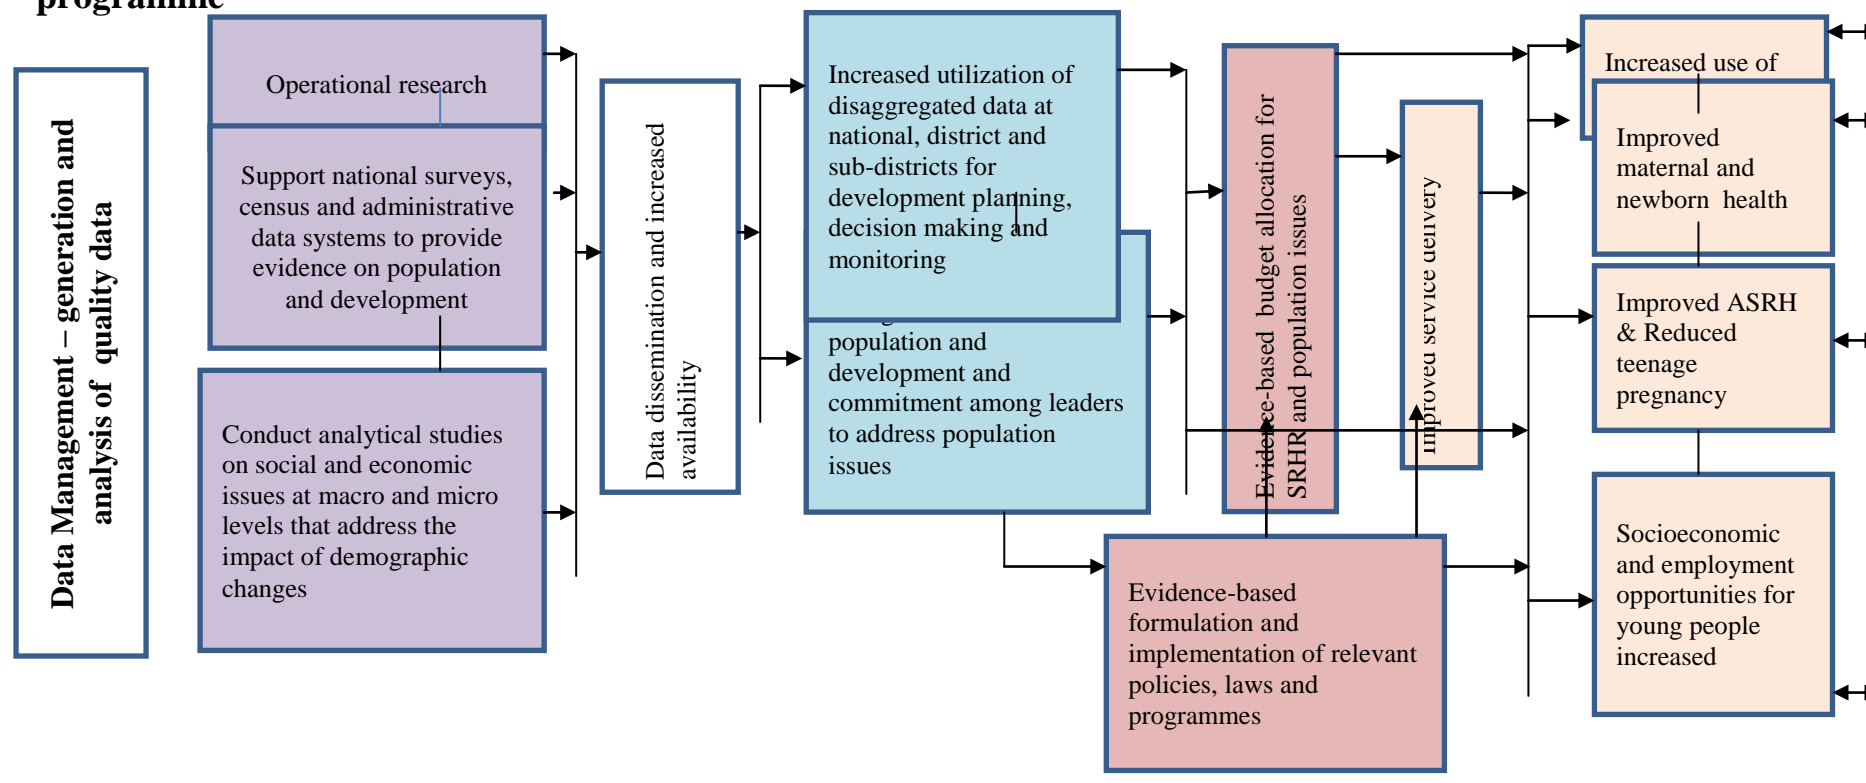 programme
Data Management – generation and
analysis of quality data
Operational research
Support national surveys,
census and administrative
data systems to provide
evidence on population
and development
Conduct analytical studies
on social and economic
issues at macro and micro
levels that address the
impact of demographic
changes
Data dissemination and increased
availability
Increased utilization of
disaggregated data at
national, district and
sub-districts for
development planning,
decision making and
monitoring
population and
development and
commitment among leaders
to address population
issues
Evidence-based budget allocation for
SRHR and population issues
Improved service delivery
Evidence-based
formulation and
implementation of relevant
policies, laws and
programmes
Increased use of
Improved
maternal and
newborn health
Improved ASRH
& Reduced
teenage
pregnancy
Socioeconomic
and employment
opportunities for
young people
increased